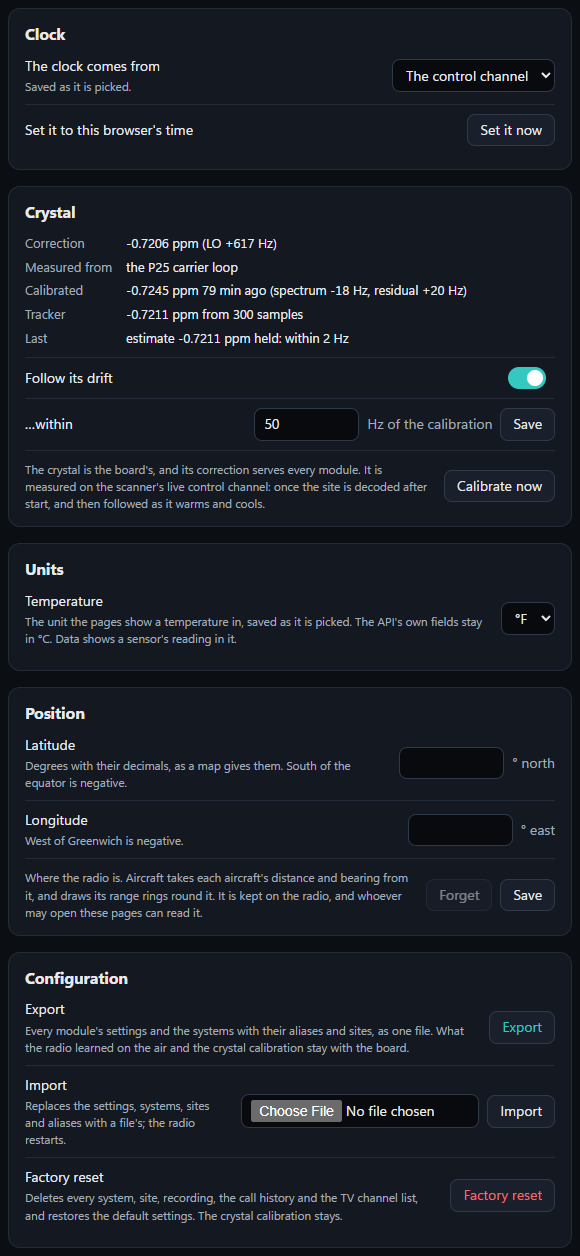 Clock
The clock comes from
Saved as it is picked.
The control channel
Set it to this browser's time
Set it now
Crystal
Correction -0.7206 ppm (LO +617 Hz)
Measured from the P25 carrier loop
Calibrated -0.7245 ppm 79 min ago (spectrum -18 Hz, residual +20 Hz)
Tracker -0.7211 ppm from 300 samples
Last estimate -0.7211 ppm held: within 2 Hz
Follow its drift
...within 50 Hz of the calibration Save
The crystal is the board's, and its correction serves every module. It is
measured on the scanner's live control channel: once the site is decoded after
start, and then followed as it warms and cools.
Calibrate now
Units
Temperature
The unit the pages show a temperature in, saved as it is picked. The API's own fields stay
in °C. Data shows a sensor's reading in it.
°F
Position
Latitude
Degrees with their decimals, as a map gives them. South of the
equator is negative.
° north
Longitude
West of Greenwich is negative.
° east
Where the radio is. Aircraft takes each aircraft's distance and bearing from
it, and draws its range rings round it. It is kept on the radio, and whoever
may open these pages can read it.
Forget Save
Configuration
Export
Every module's settings and the systems with their aliases and sites, as one file. What
the radio learned on the air and the crystal calibration stay with the board.
Export
Import
Replaces the settings, systems, sites
and aliases with a file's; the radio
restarts.
Choose File No file chosen Import
Factory reset
Deletes every system, site, recording, the call history and the TV channel list,
and restores the default settings. The crystal calibration stays.
Factory reset